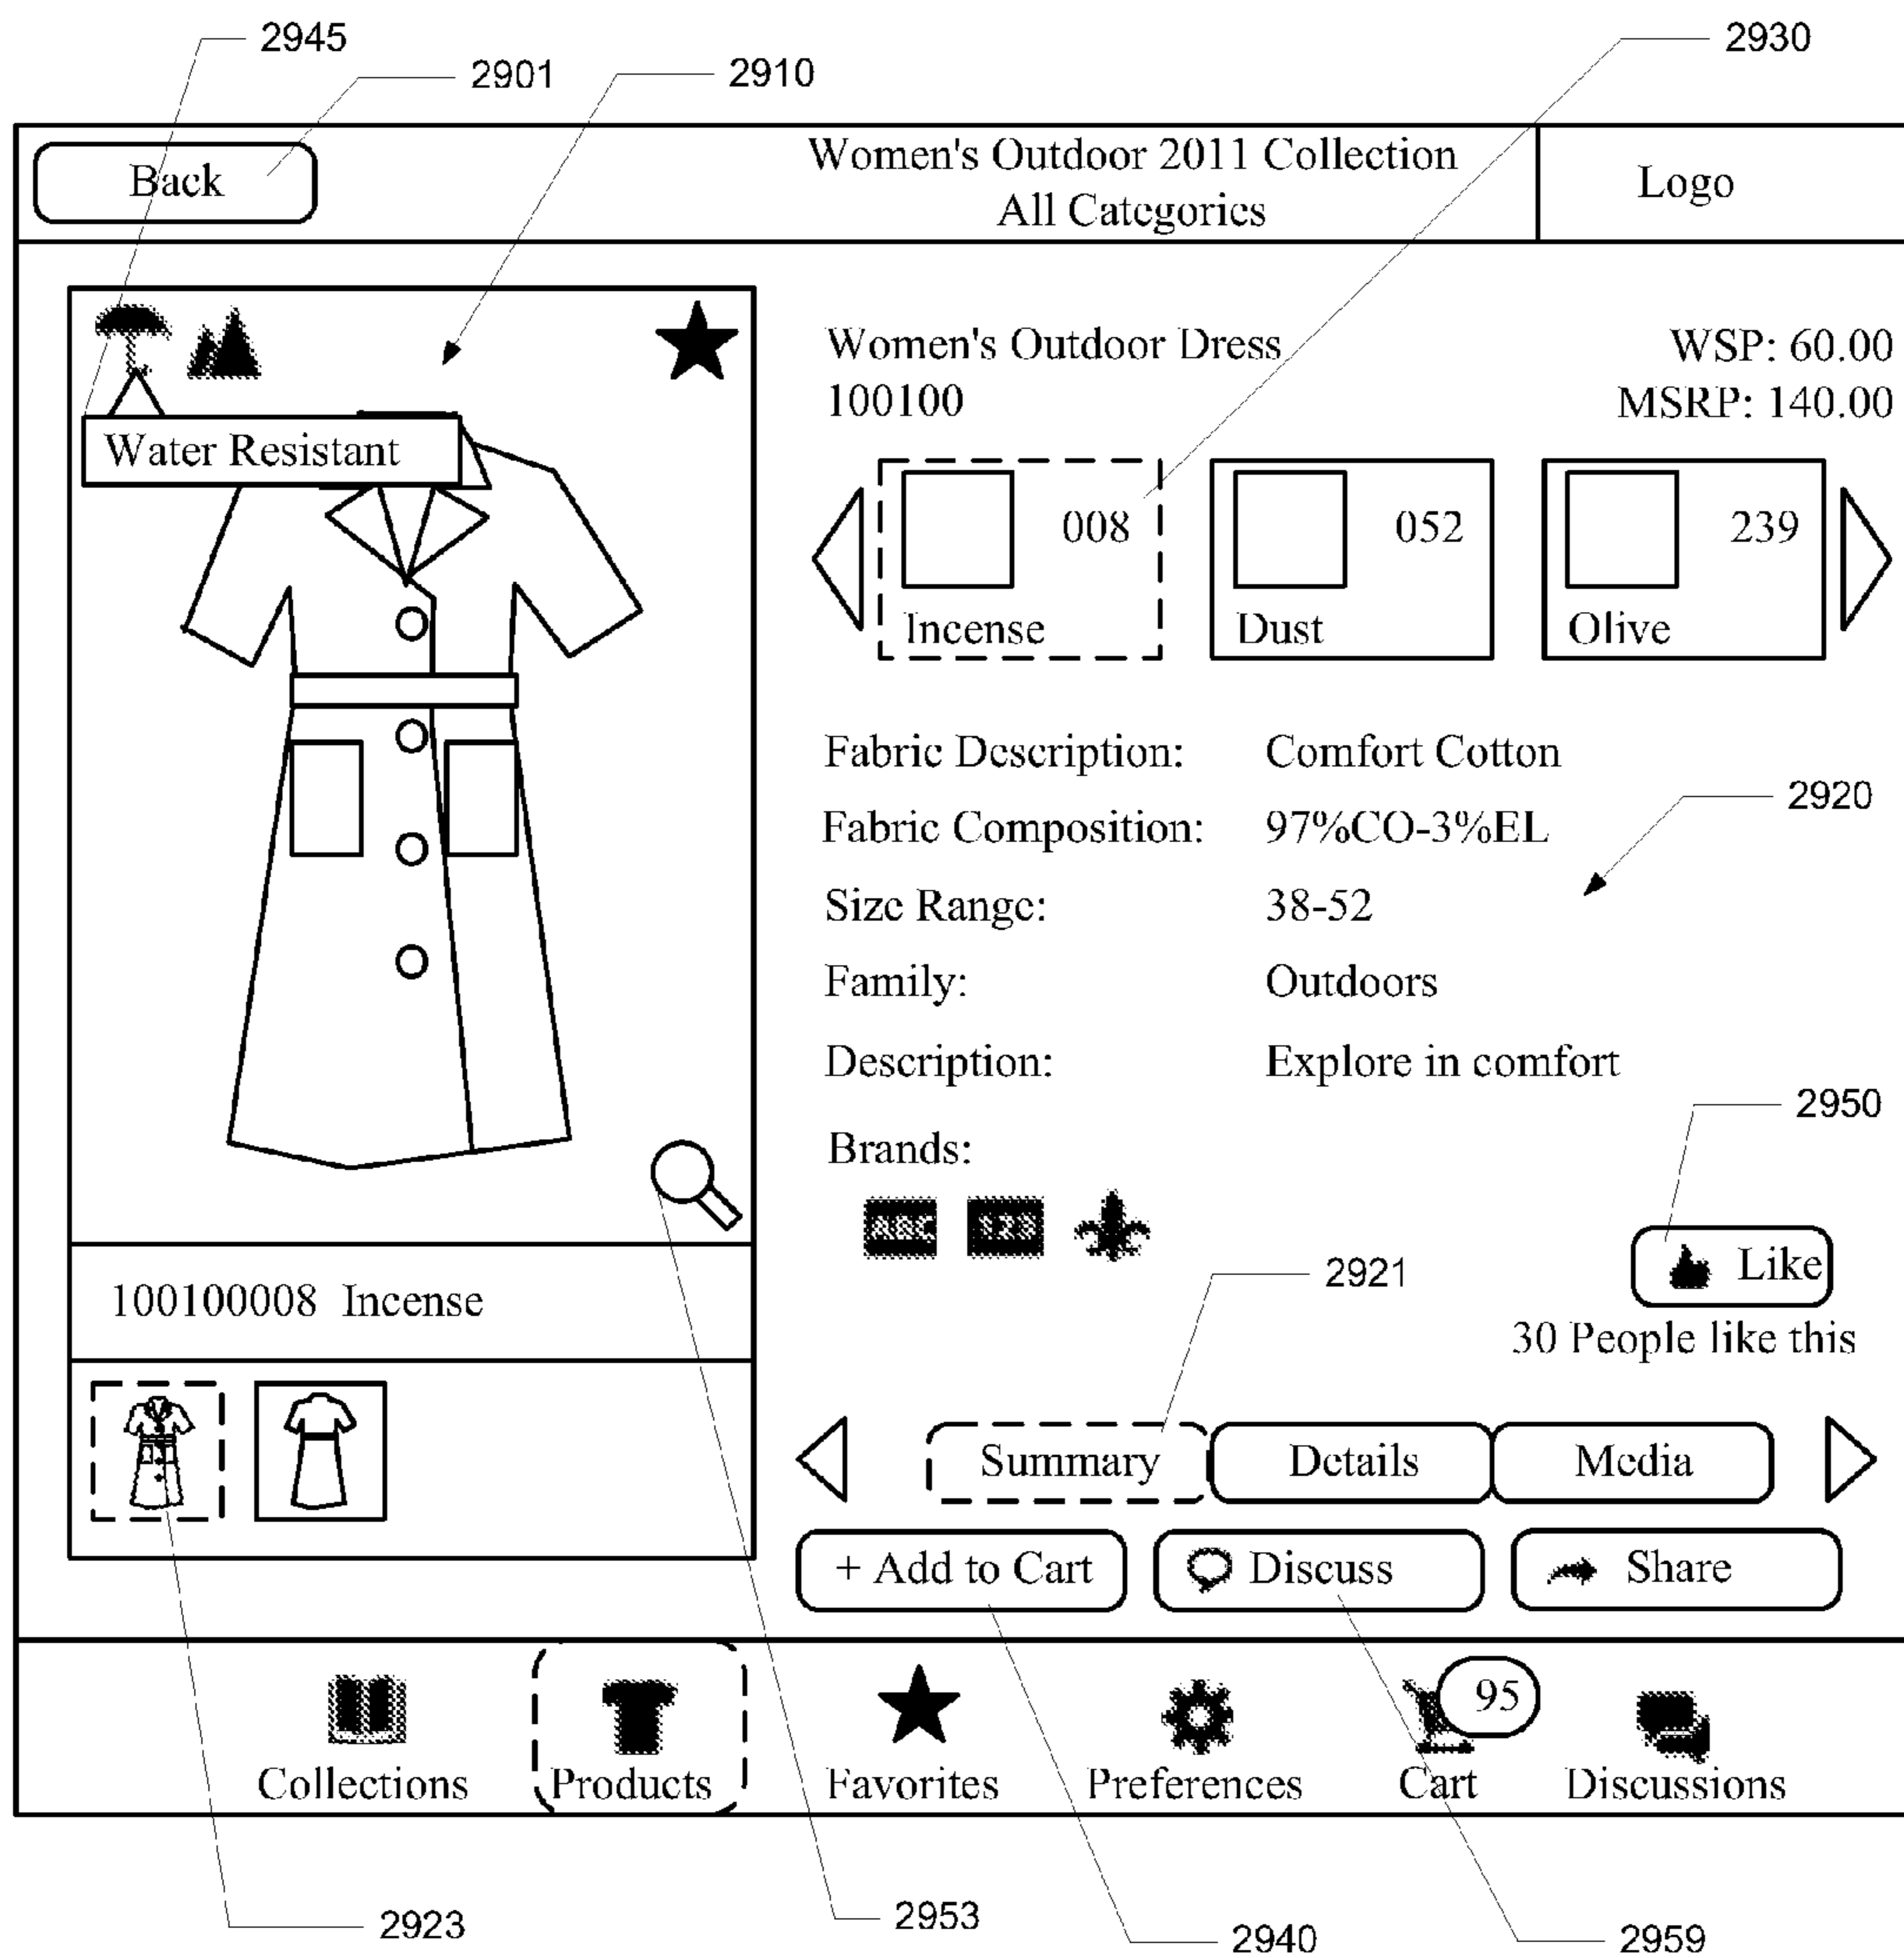 2945
2901
2910
2930
Back
Women's Outdoor 2011 Collection
All Categories
Logo
Water Resistant
Women's Outdoor Dress
100100
WSP: 60.00
MSRP: 140.00
008
Incense
052
Dust
239
Olive
Fabric Description: Comfort Cotton
2920
Fabric Composition: 97%CO-3%EL
Size Range: 38-52
Family: Outdoors
Description: Explore in comfort
2950
Brands:
2921
Like
30 People like this
100100008 Incense
Summary Details Media
+ Add to Cart Discuss Share
95
Collections Products Favorites Preferences Cart Discussions
2923
2953
2940
2959